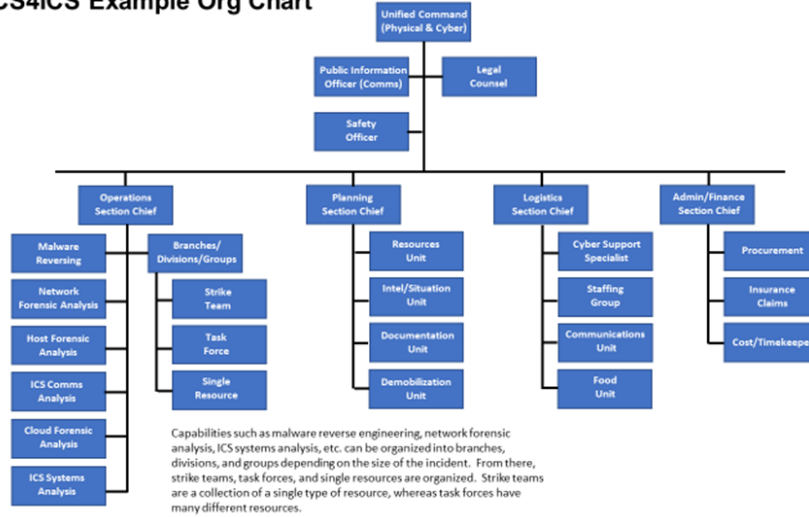 CS4ICS Example Org Chart
Unified Command
(Physical & Cyber)
Public Information
Officer (Comms)
Legal
Counsel
Safety
Officer
Operations
Section Chief
Planning
Section Chief
Logistics
Section Chief
Admin/Finance
Section Chief
Malware
Reversing
Network
Forensic Analysis
Host Forensic
Analysis
ICS Comms
Analysis
Cloud Forensic
Analysis
ICS Systems
Analysis
Branches/
Divisions/Groups
Strike
Team
Task
Force
Single
Resource
Resources
Unit
Intel/Situation
Unit
Documentation
Unit
Demobilization
Unit
Cyber Support
Specialist
Staffing
Group
Communications
Unit
Food
Unit
Procurement
Insurance
Claims
Cost/Timekeepe
Capabilities such as malware reverse engineering, network forensic
analysis, ICS systems analysis, etc. can be organized into branches,
divisions, and groups depending on the size of the incident. From there,
strike teams, task forces, and single resources are organized. Strike teams
are a collection of a single type of resource, whereas task forces have
many different resources.